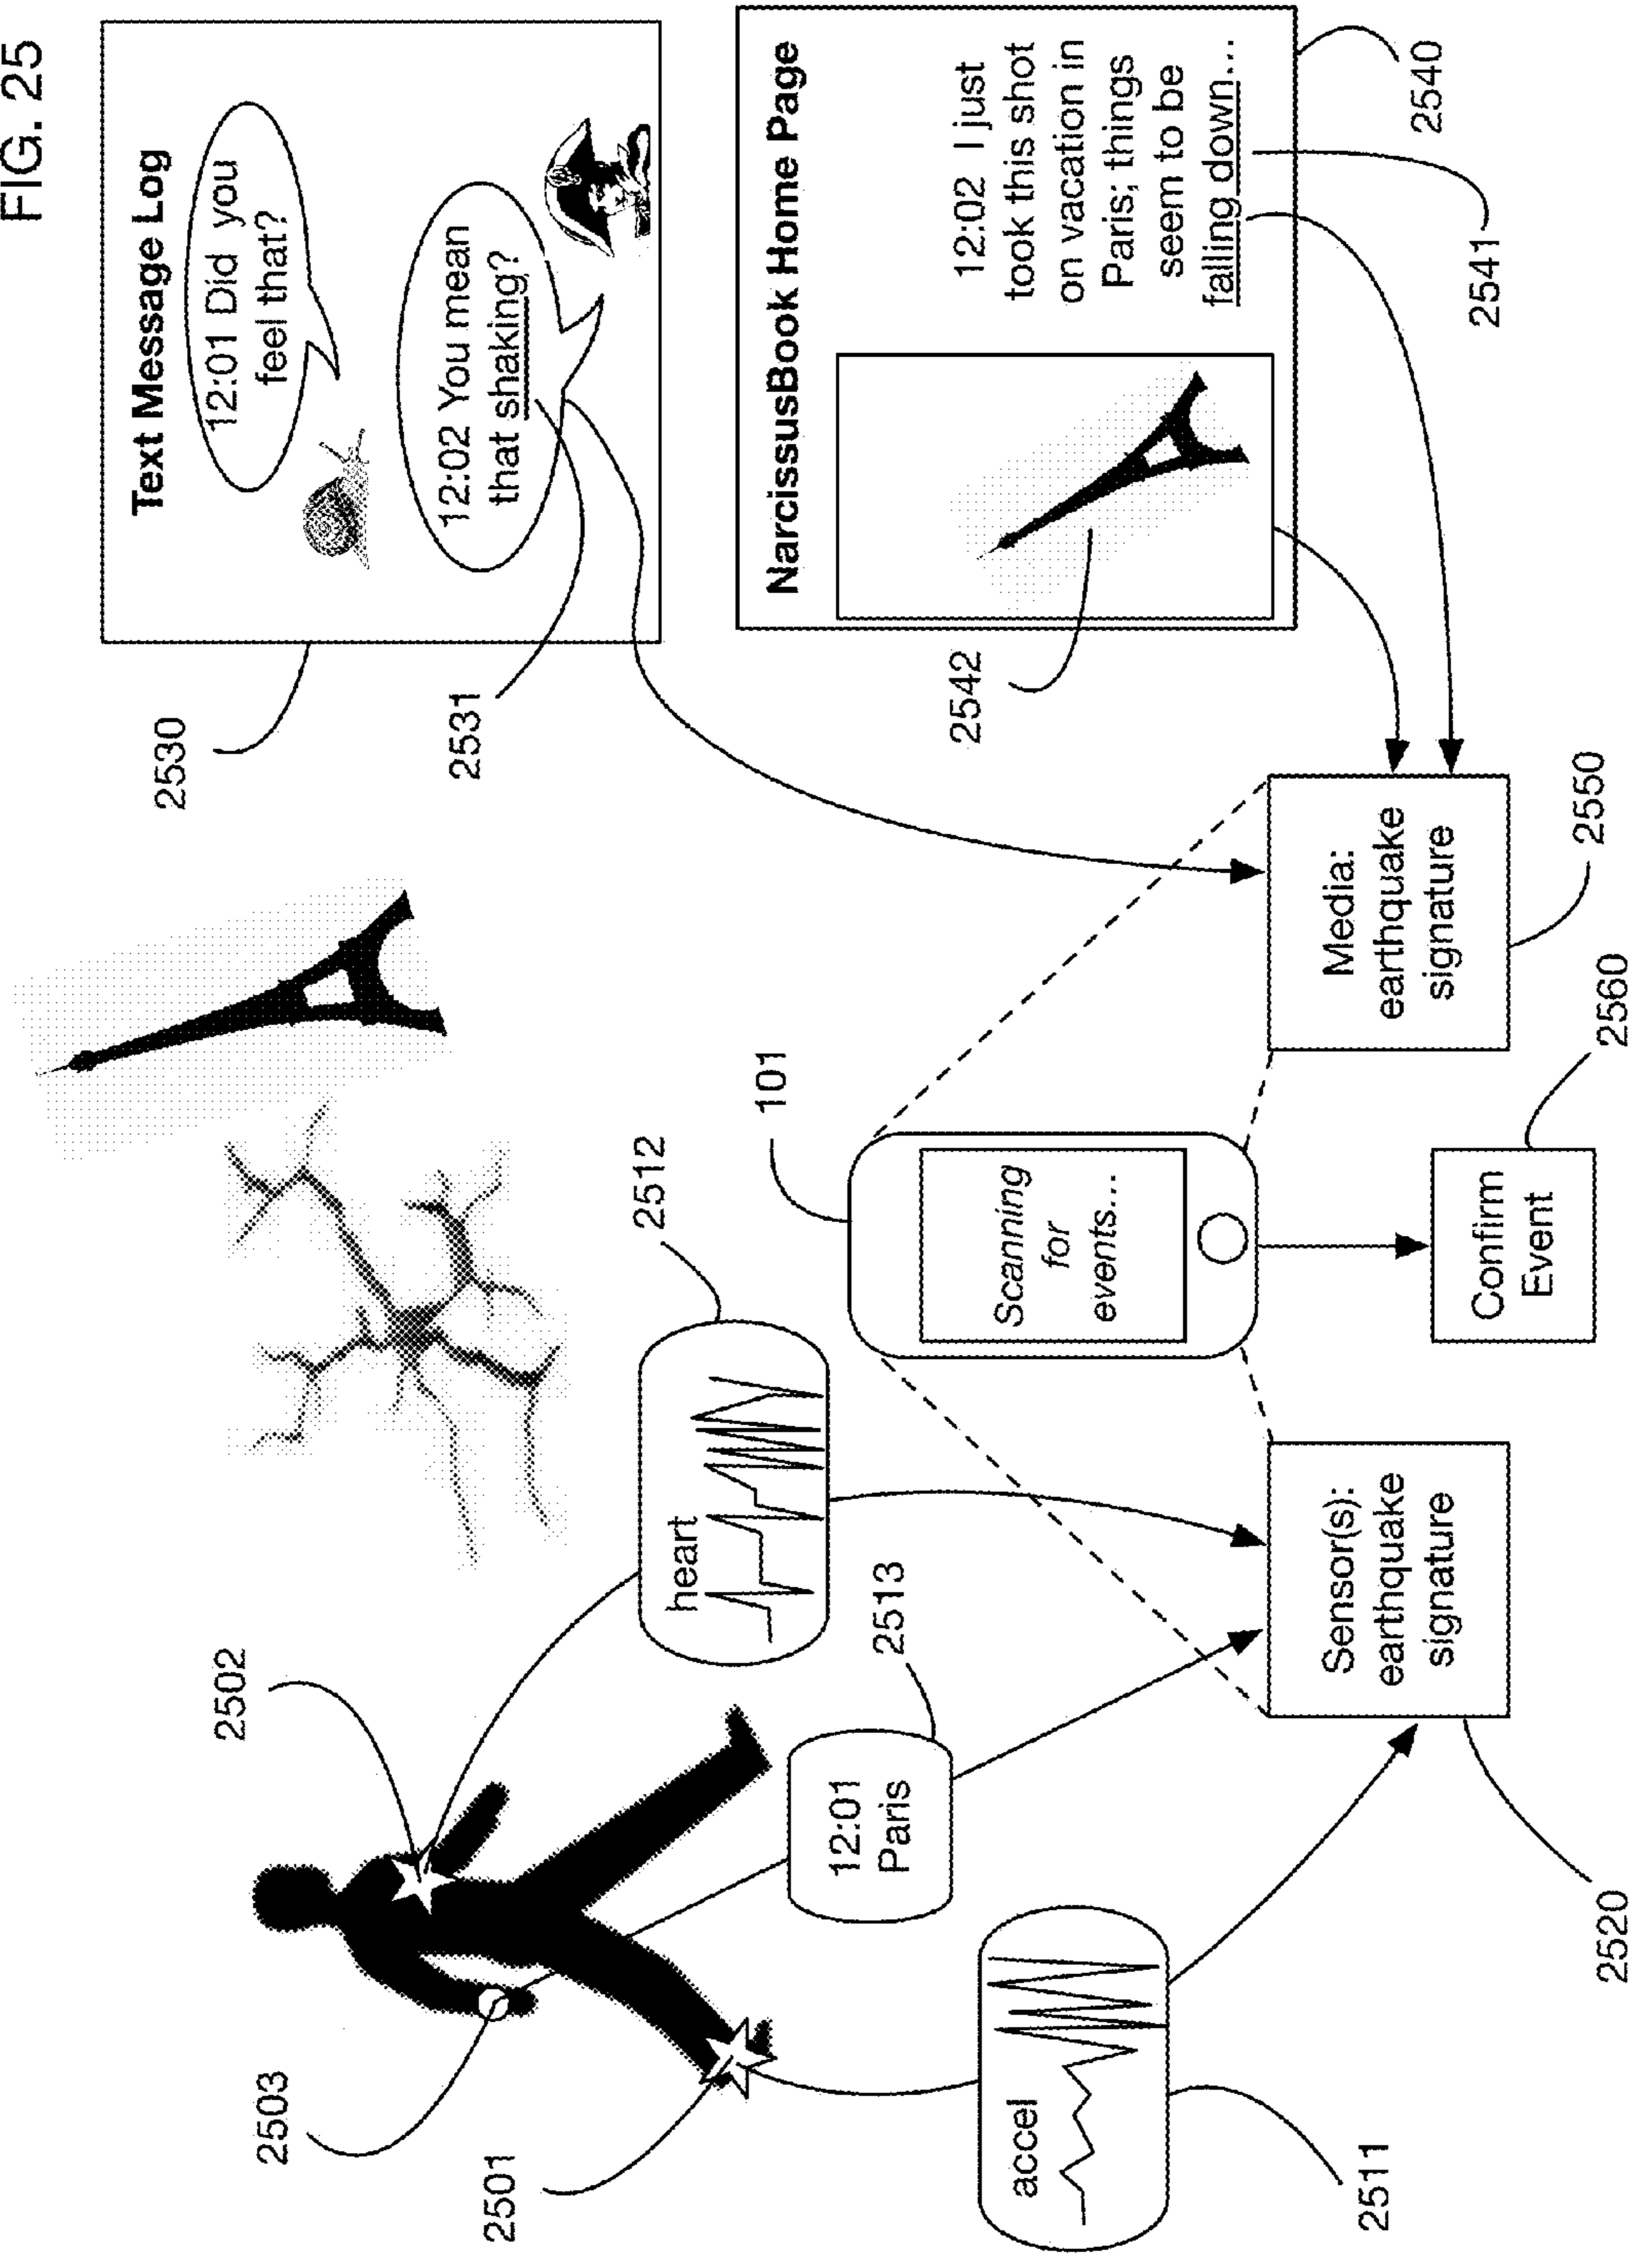 FIG. 25
Text Message Log
12:01 Did you
feel that?
12:02 You mean
that shaking?
2530
2531
NarcissusBook Home Page
12:02 I just
took this shot
on vacation in
Paris; things
seem to be
falling down...
2540
2541
2542
2503
2502
2501
heart
2512
12:01
Paris
2513
accel
2511
101
Scanning
for
events...
Sensor(s):
earthquake
signature
2520
Confirm
Event
2560
Media:
earthquake
signature
2550